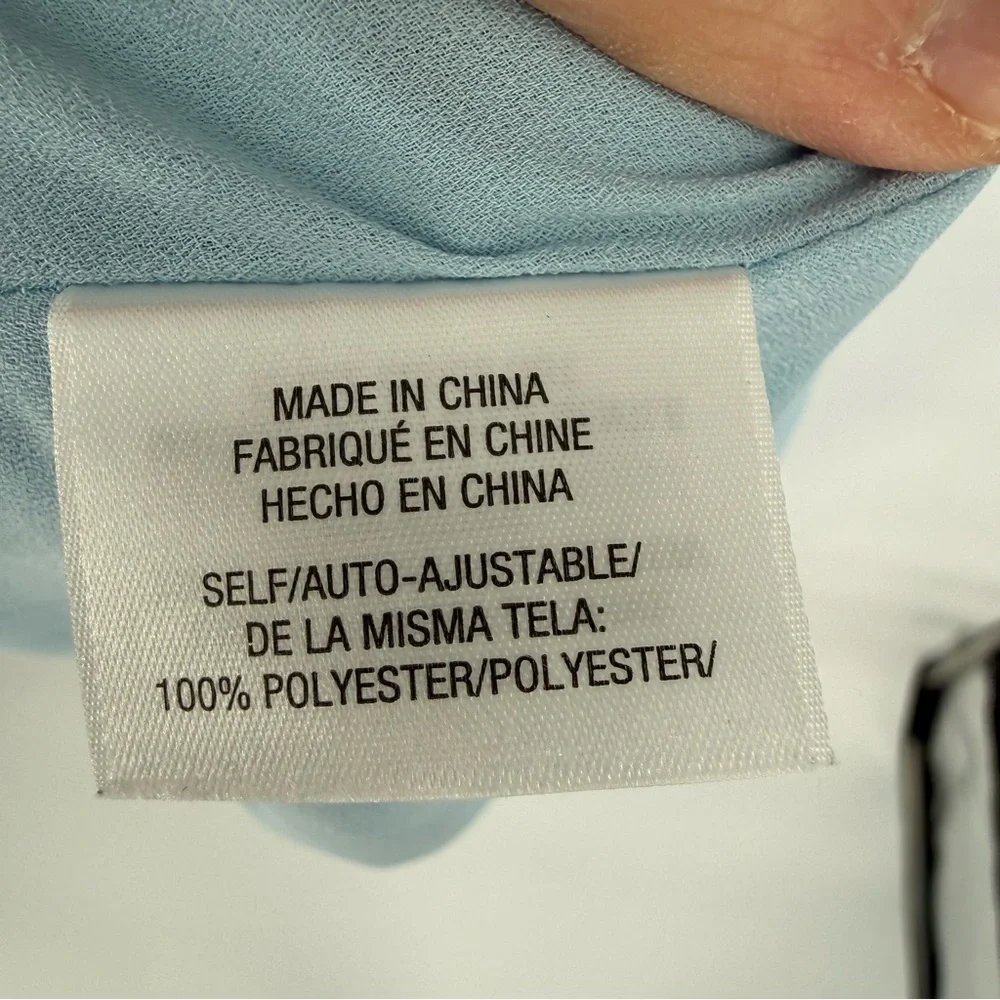 MADE IN CHINA
FABRIQUÉ EN CHINE
HECHO EN CHINA
SELF/AUTO-AJUSTABLE/
DE LA MISMA TELA:
100% POLYESTER/POLYESTER/